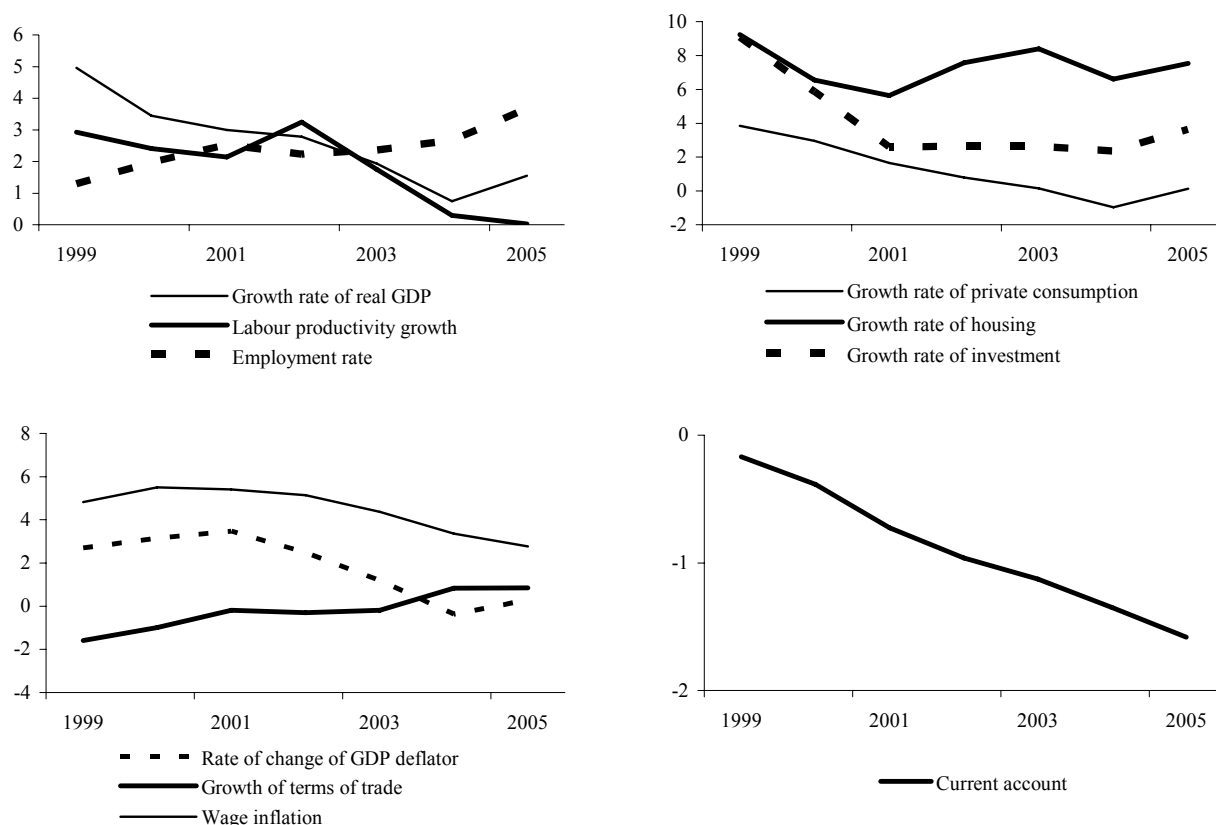 6
5
4
3
2
1
0
1999 2001 2003 2005
Growth rate of real GDP
Labour productivity growth
Employment rate
10
8
6
4
2
0
-2
1999 2001 2003 2005
Growth rate of private consumption
Growth rate of housing
Growth rate of investment
8
6
4
2
0
-2
-4
1999 2001 2003 2005
Rate of change of GDP deflator
Growth of terms of trade
Wage inflation
0
-1
-2
1999 2001 2003 2005
Current account